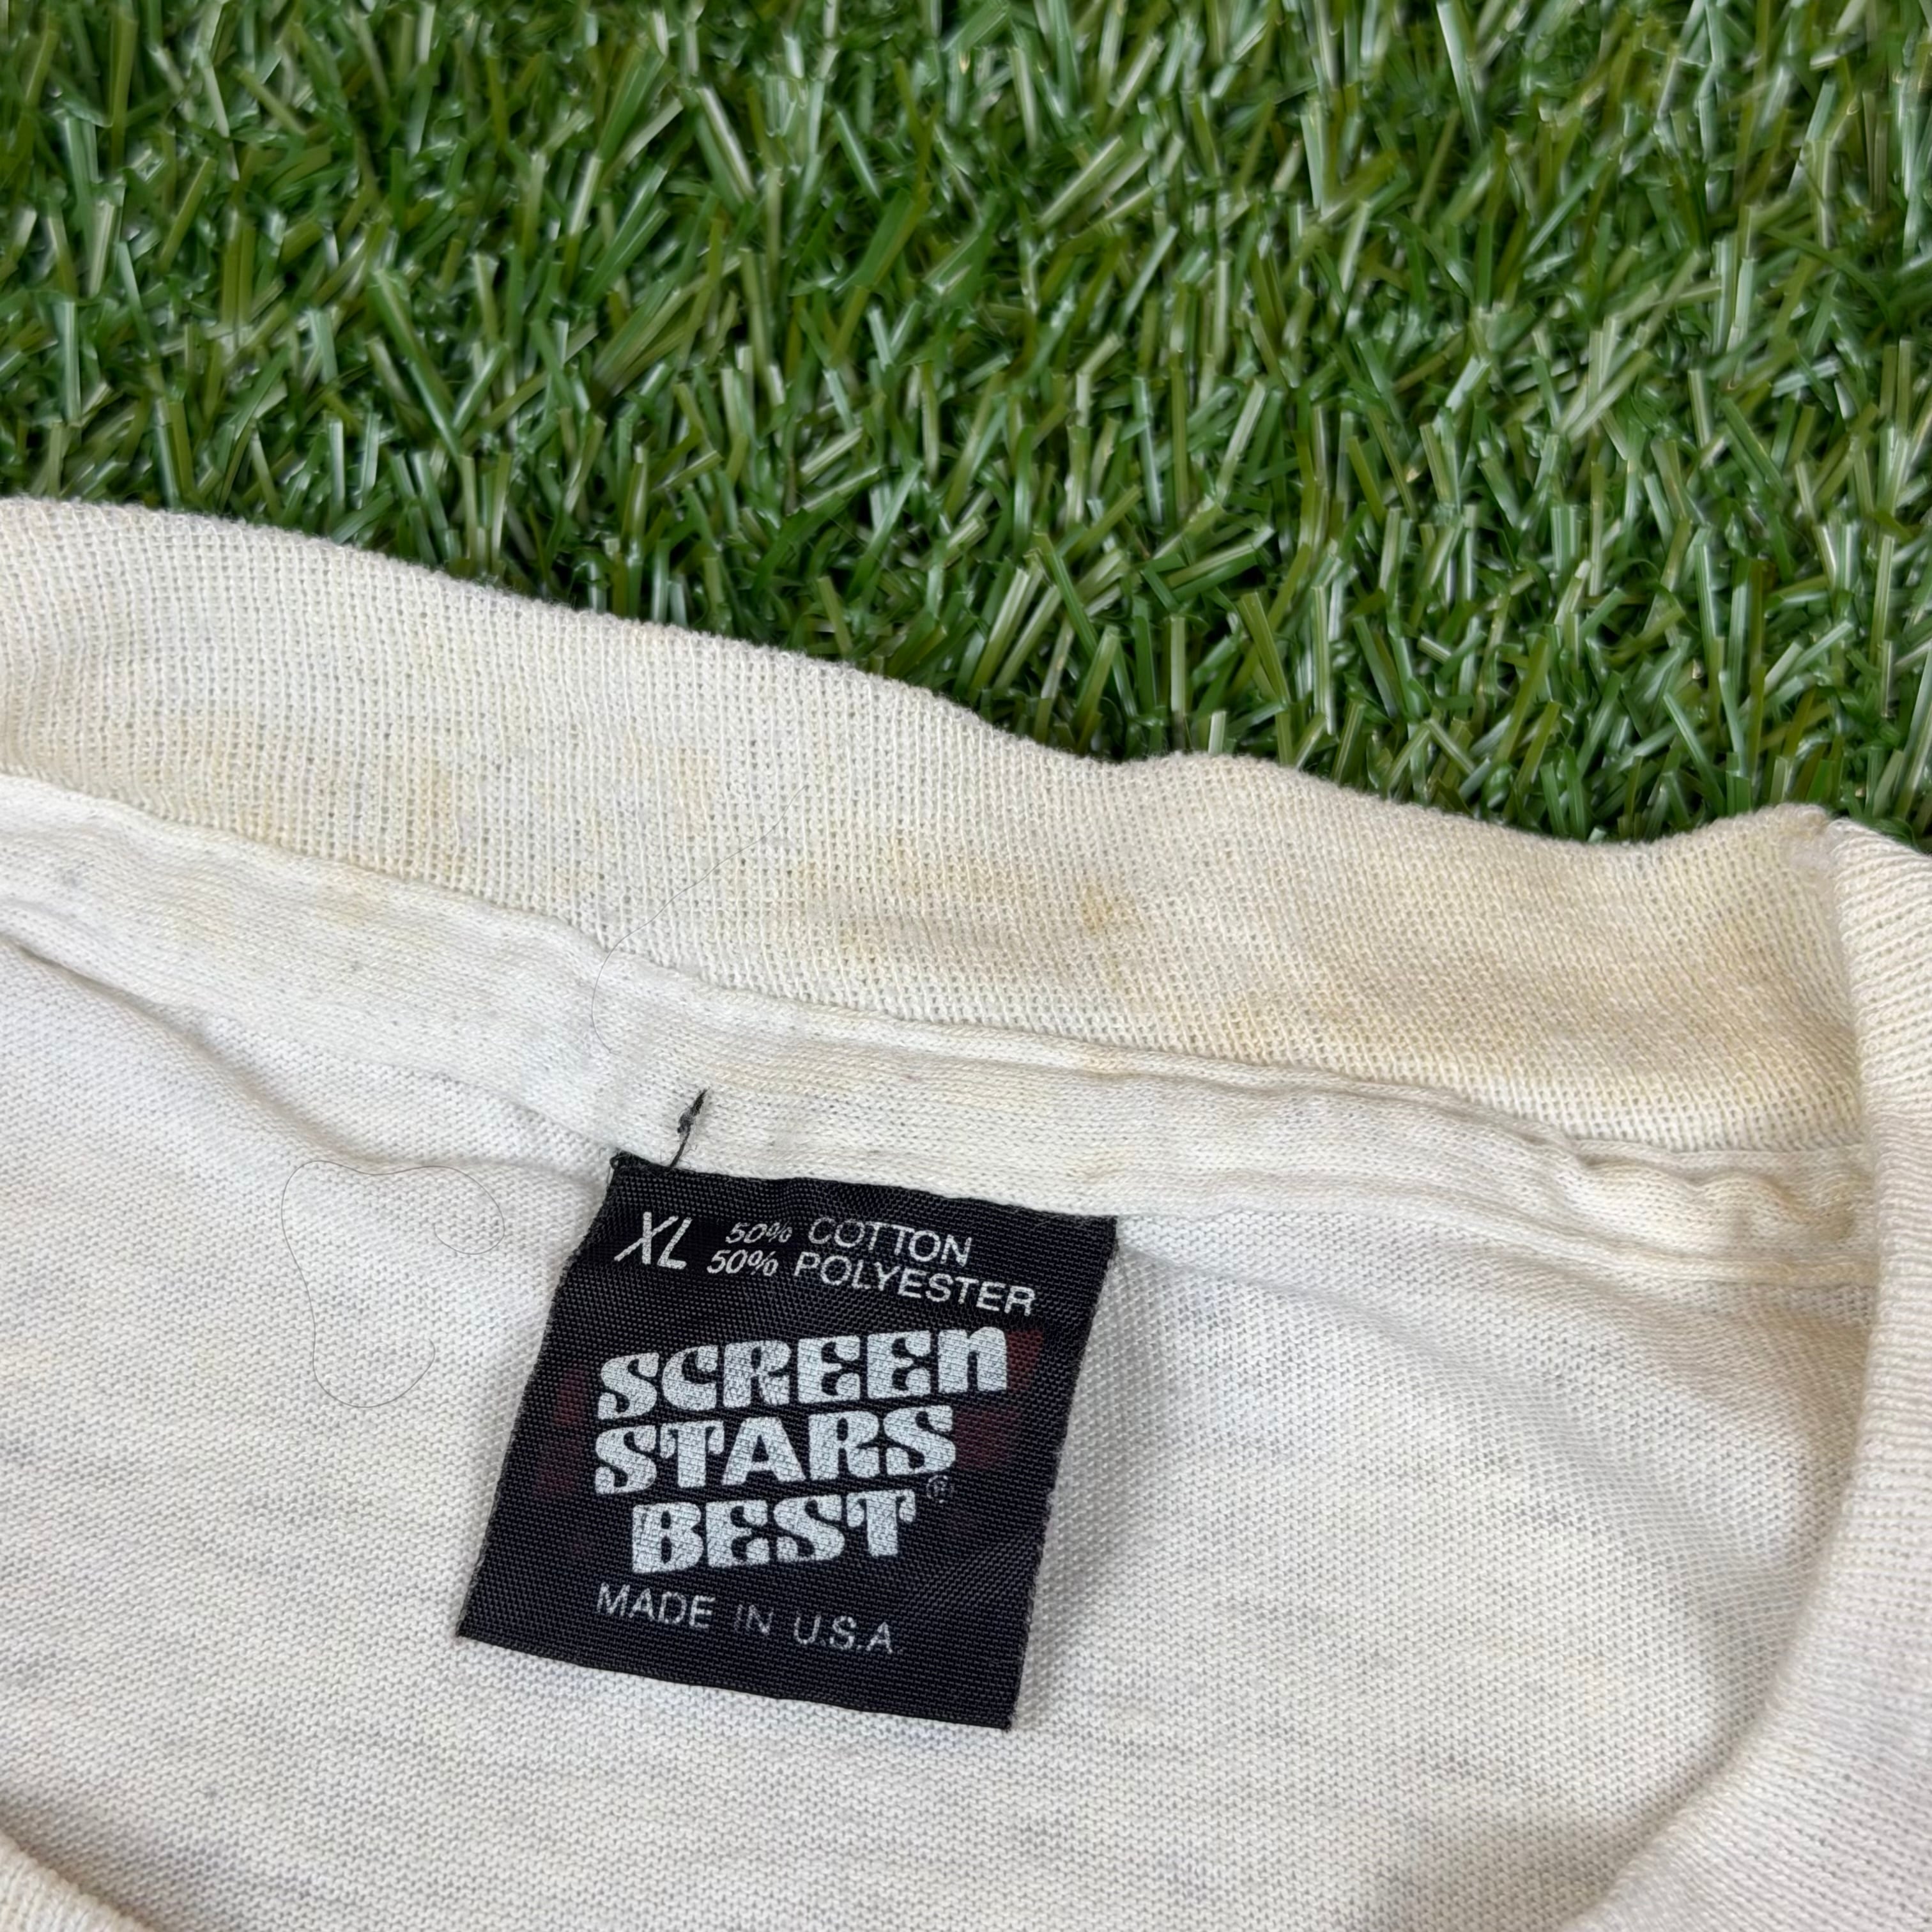 XL 50% COTTON
50% POLYESTER
SCREEN
STARS
BEST®
MADE IN U.S.A.